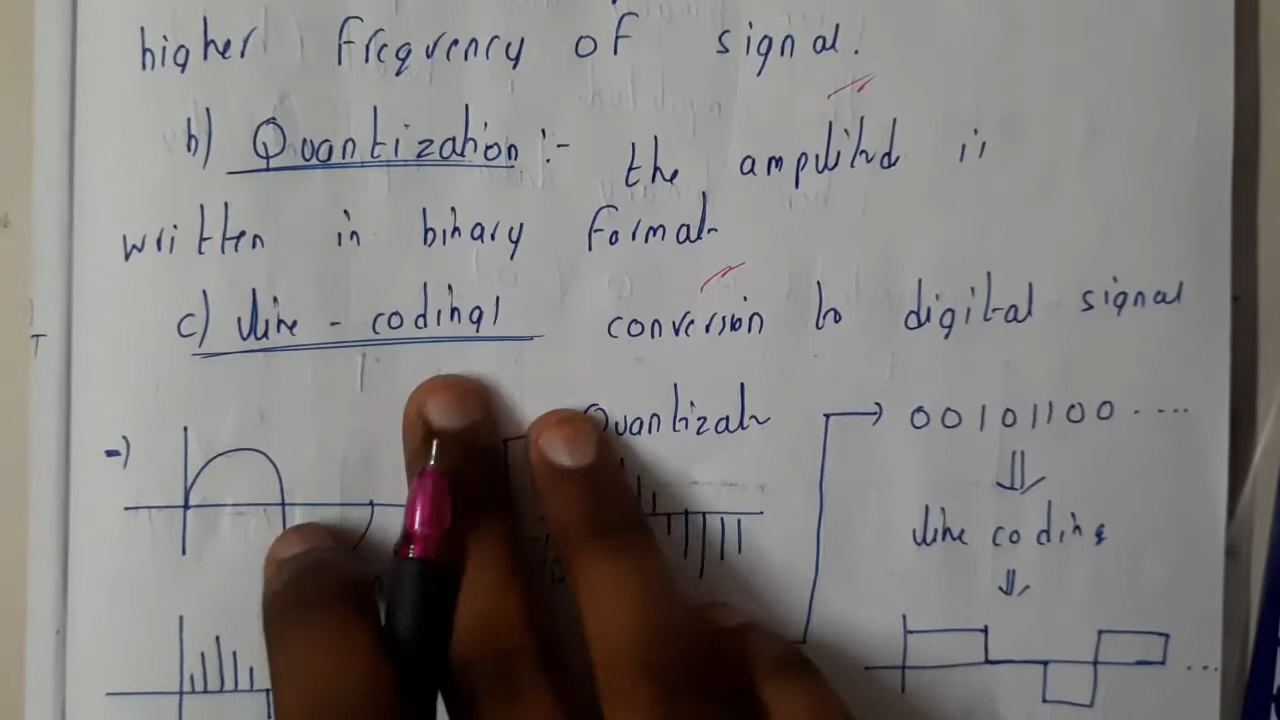 higher frequency of signal.
b) Quantization :- the amplitud is
written in binary format
c) Line - coding! conversion to digital signal
Quantizat
00101100 ....
Line coding